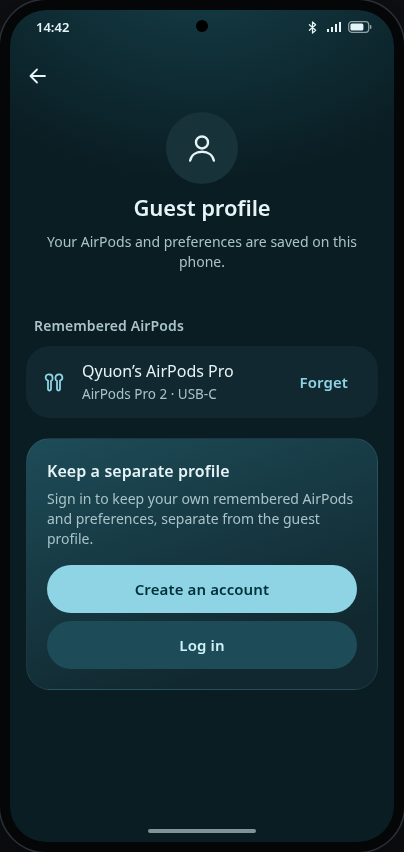 14:42
Guest profile
Your AirPods and preferences are saved on this
phone.
Remembered AirPods
Qyuon’s AirPods Pro
AirPods Pro 2 · USB-C
Forget
Keep a separate profile
Sign in to keep your own remembered AirPods
and preferences, separate from the guest
profile.
Create an account
Log in